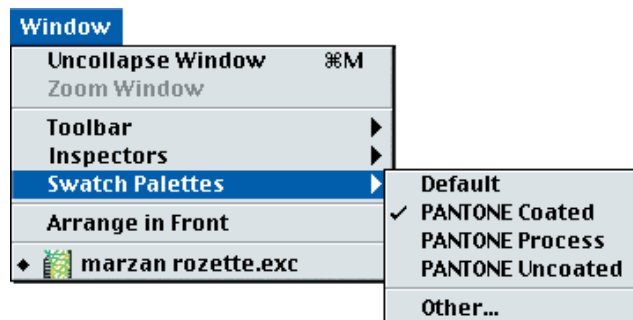 Window
Uncollapse Window ⌘M
Zoom Window
Toolbar
Inspectors
Swatch Palettes
Arrange in Front
marzan rozette.exc
Default
PANTONE Coated
PANTONE Process
PANTONE Uncoated
Other...